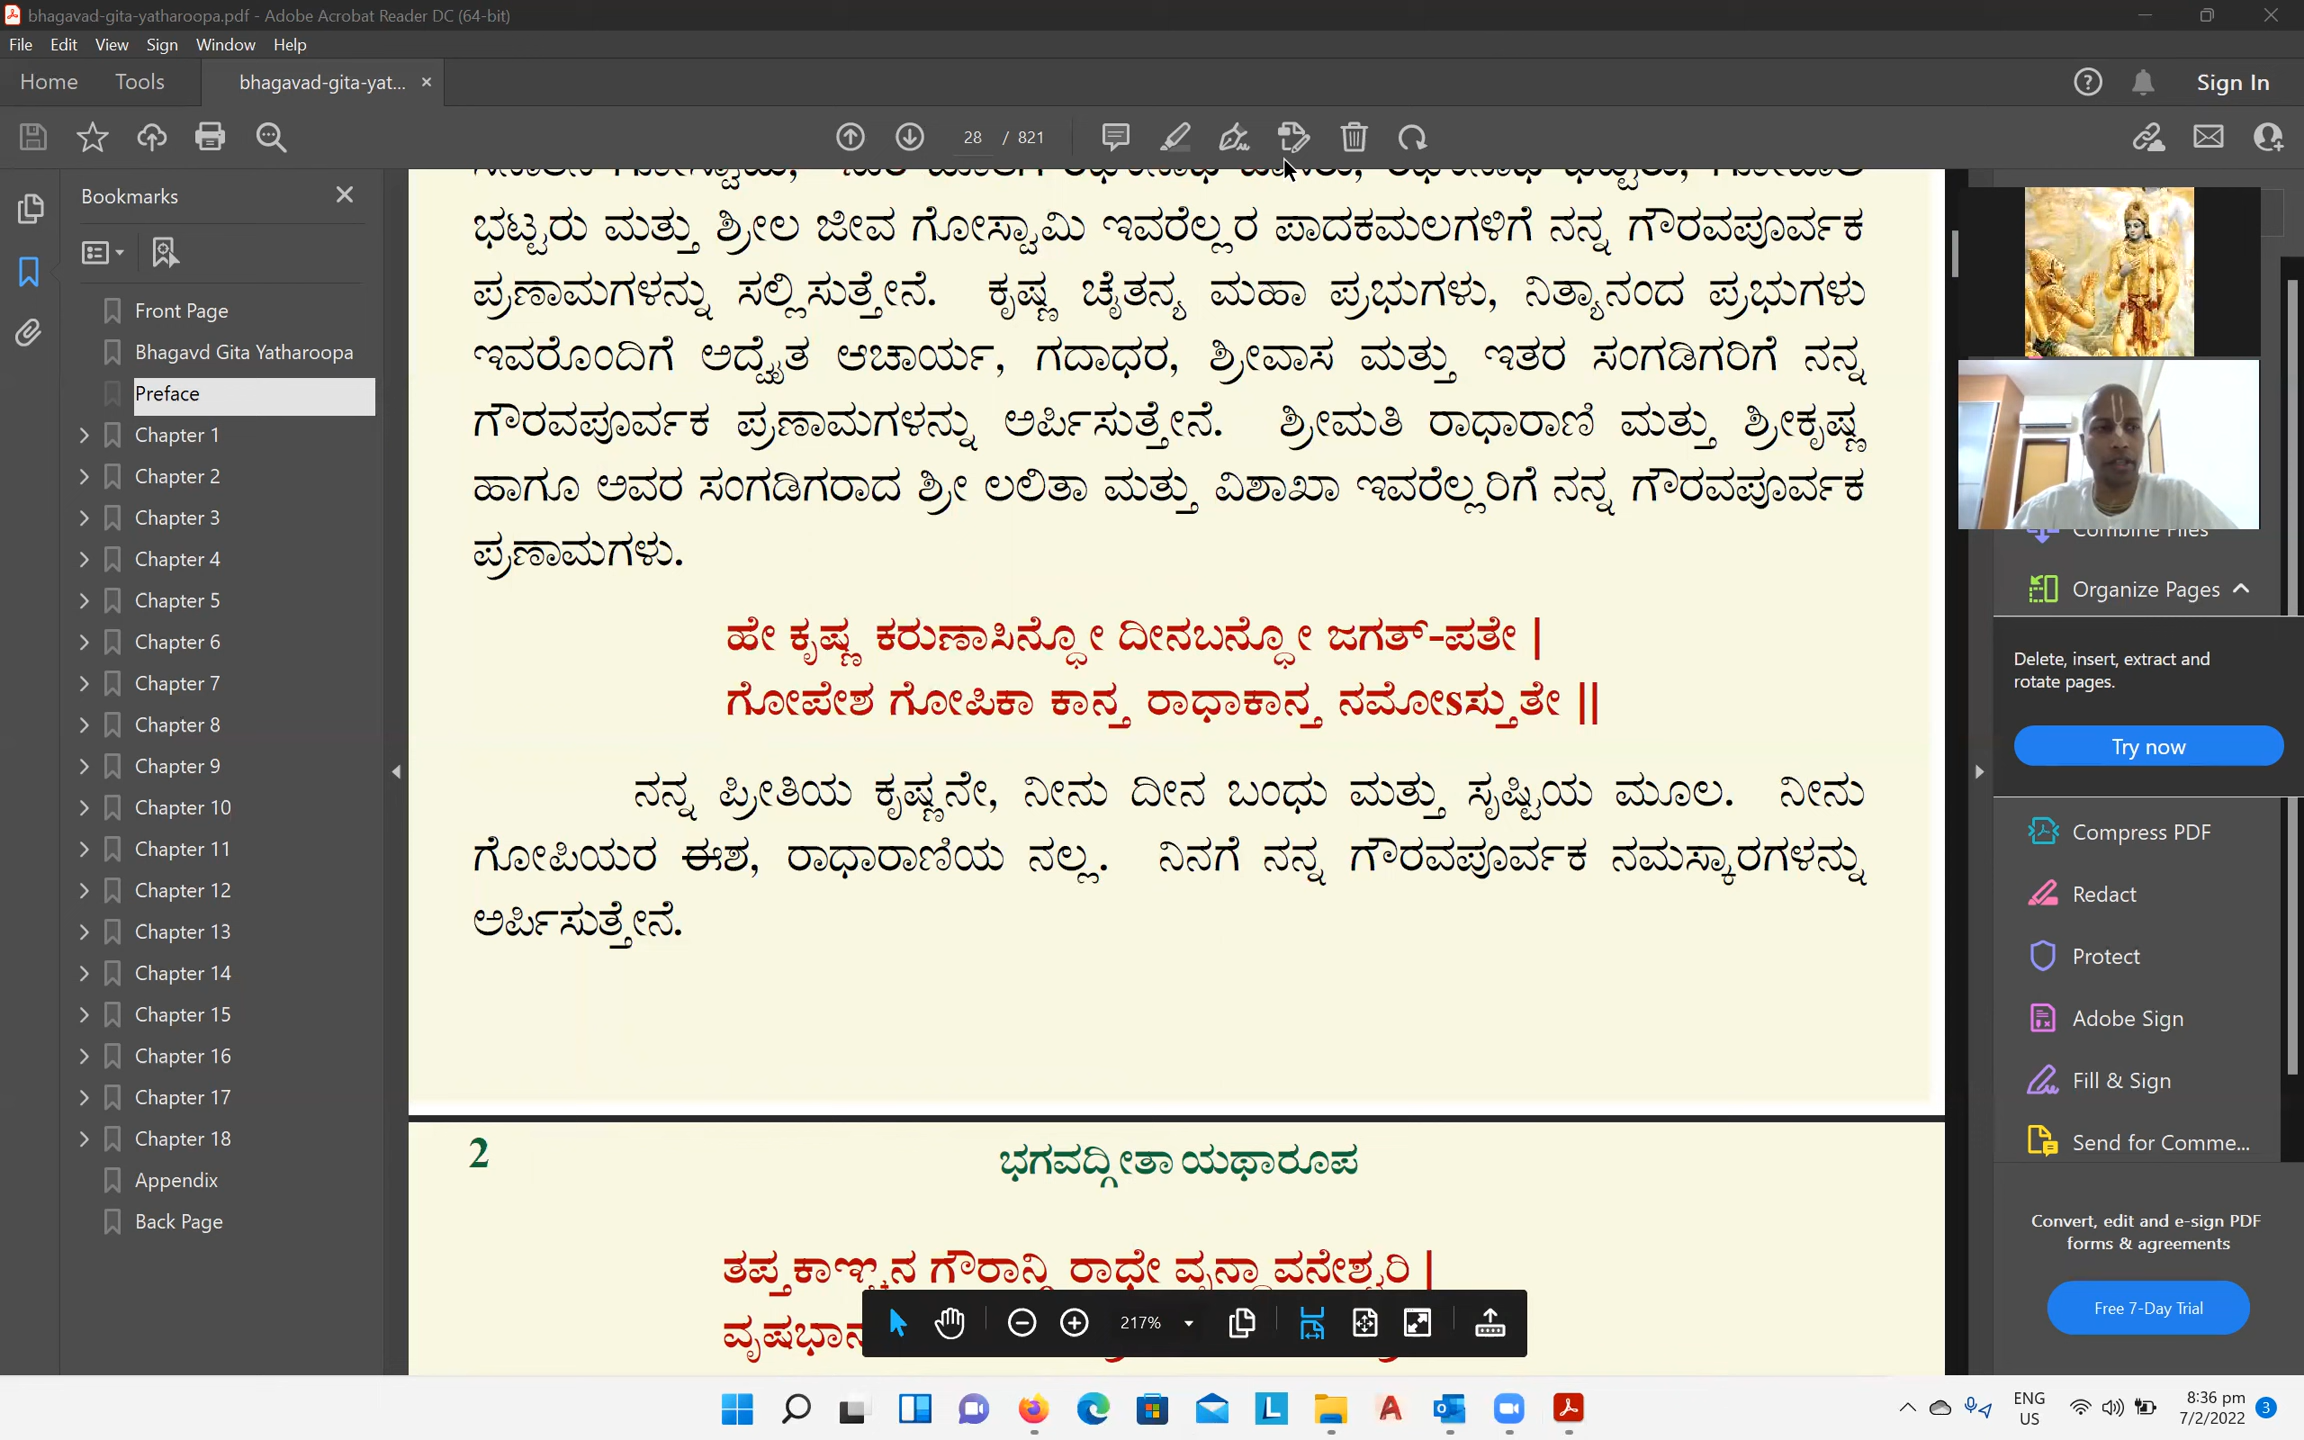 bhagavad-gita-yatharoopa.pdf - Adobe Acrobat Reader DC (64-bit)
File Edit View Sign Window Help
Home Tools bhagavad-gita-yat... Sign In
28 / 821
Bookmarks
Front Page
Bhagavd Gita Yatharoopa
Preface
Chapter 1
Chapter 2
Chapter 3
Chapter 4
Chapter 5
Chapter 6
Chapter 7
Chapter 8
Chapter 9
Chapter 10
Chapter 11
Chapter 12
Chapter 13
Chapter 14
Chapter 15
Chapter 16
Chapter 17
Chapter 18
Appendix
Back Page
ಭಟ್ಟರು ಮತ್ತು ಶ್ರೀಲ ಜೀವ ಗೋಸ್ವಾಮಿ ಇವರೆಲ್ಲರ ಪಾದಕಮಲಗಳಿಗೆ ನನ್ನ ಗೌರವಪೂರ್ವಕ
ಪ್ರಣಾಮಗಳನ್ನು ಸಲ್ಲಿಸುತ್ತೇನೆ. ಕೃಷ್ಣ ಚೈತನ್ಯ ಮಹಾ ಪ್ರಭುಗಳು, ನಿತ್ಯಾನಂದ ಪ್ರಭುಗಳು
ಇವರೊಂದಿಗೆ ಅದ್ವೈತ ಆಚಾರ್ಯ, ಗದಾಧರ, ಶ್ರೀವಾಸ ಮತ್ತು ಇತರ ಸಂಗಡಿಗರಿಗೆ ನನ್ನ
ಗೌರವಪೂರ್ವಕ ಪ್ರಣಾಮಗಳನ್ನು ಅರ್ಪಿಸುತ್ತೇನೆ. ಶ್ರೀಮತಿ ರಾಧಾರಾಣಿ ಮತ್ತು ಶ್ರೀಕೃಷ್ಣ
ಹಾಗೂ ಅವರ ಸಂಗಡಿಗರಾದ ಶ್ರೀ ಲಲಿತಾ ಮತ್ತು ವಿಶಾಖಾ ಇವರೆಲ್ಲರಿಗೆ ನನ್ನ ಗೌರವಪೂರ್ವಕ
ಪ್ರಣಾಮಗಳು.
ಹೇ ಕೃಷ್ಣ ಕರುಣಾಸಿನ್ಧೋ ದೀನಬನ್ಧೋ ಜಗತ್-ಪತೇ |
ಗೋಪೇಶ ಗೋಪಿಕಾ ಕಾನ್ತ ರಾಧಾಕಾನ್ತ ನಮೋsಸ್ತುತೇ ||
ನನ್ನ ಪ್ರೀತಿಯ ಕೃಷ್ಣನೇ, ನೀನು ದೀನ ಬಂಧು ಮತ್ತು ಸೃಷ್ಟಿಯ ಮೂಲ. ನೀನು
ಗೋಪಿಯರ ಈಶ, ರಾಧಾರಾಣಿಯ ನಲ್ಲ. ನಿನಗೆ ನನ್ನ ಗೌರವಪೂರ್ವಕ ನಮಸ್ಕಾರಗಳನ್ನು
ಅರ್ಪಿಸುತ್ತೇನೆ.
2 ಭಗವದ್ಗೀತಾ ಯಥಾರೂಪ
ತಪ್ತಕಾಞ್ಚನ ಗೌರಾಙ್ಗಿ ರಾಧೇ ವೃನ್ದಾವನೇಶ್ವರಿ |
217%
Combine Files
Organize Pages
Delete, insert, extract and
rotate pages.
Try now
Compress PDF
Redact
Protect
Adobe Sign
Fill & Sign
Send for Comme...
Convert, edit and e-sign PDF
forms & agreements
Free 7-Day Trial
ENG
US
8:36 pm
7/2/2022
3